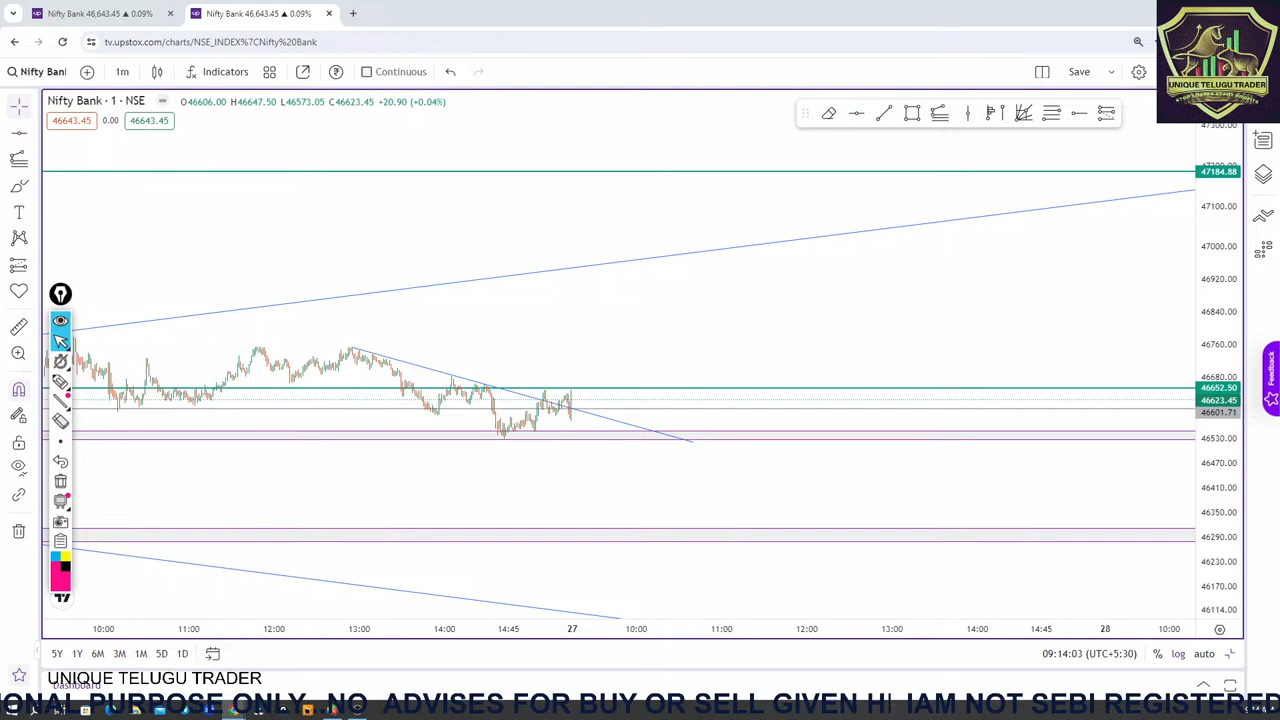 Nifty Bank 46,643.45 ▲ 0.09%
Nifty Bank 46,643.45 ▲ 0.09%
tv.upstox.com/charts/NSE_INDEX%7CNifty%20Bank
Nifty Banl
1m
Indicators
Continuous
Save
UNIQUE TELUGU TRADER
Nifty Bank · 1 · NSE
O46606.00 H46647.50 L46573.05 C46623.45 +20.90 (+0.04%)
46643.45
0.00
46643.45
47300.00
47184.88
47100.00
47000.00
46920.00
46840.00
46760.00
46680.00
46652.50
46623.45
46601.71
46530.00
46470.00
46410.00
46350.00
46290.00
46230.00
46170.00
46114.00
Feedback
10:00 11:00 12:00 13:00 14:00 14:45 27 10:00 11:00 12:00 13:00 14:00 14:45 28 10:00
5Y 1Y 6M 3M 1M 5D 1D
09:14:03 (UTC+5:30)
% log auto
UNIQUE TELUGU TRADER
Dashboard
ONAL PURPOSE ONLY. NO ADVISES FOR BUY OR SELL GIVEN HI IAM NOT SEBI REGISTERED